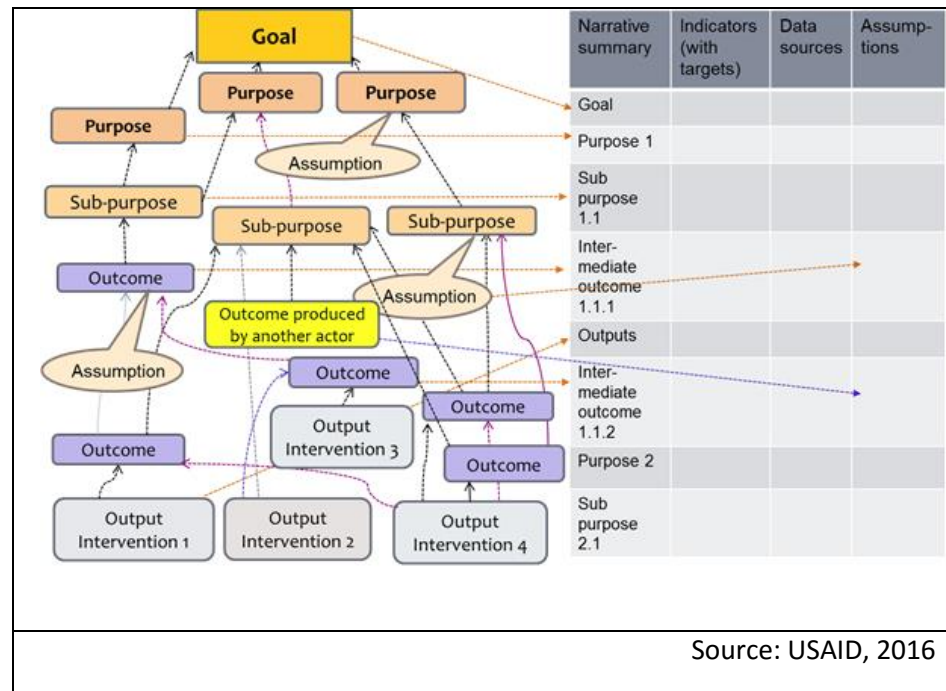 Goal
Purpose
Purpose
Purpose
Assumption
Sub-purpose
Sub-purpose
Sub-purpose
Outcome
Assumption
Outcome produced
by another actor
Assumption
Outcome
Outcome
Output
Intervention 3
Outcome
Outcome
Output
Intervention 1
Output
Intervention 2
Output
Intervention 4
Narrative
summary
Indicators
(with
targets)
Data
sources
Assump-
tions
Goal
Purpose 1
Sub
purpose
1.1
Inter-
mediate
outcome
1.1.1
Outputs
Inter-
mediate
outcome
1.1.2
Purpose 2
Sub
purpose
2.1
Source: USAID, 2016